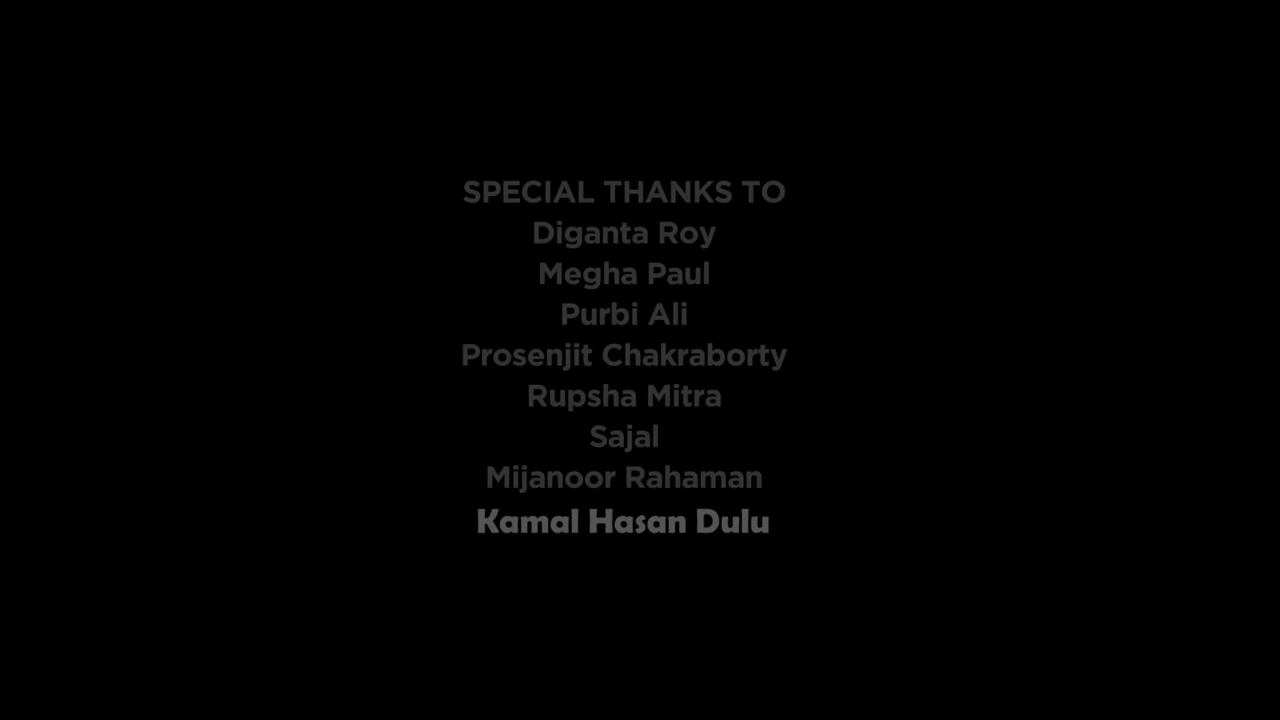 SPECIAL THANKS TO
Diganta Roy
Megha Paul
Purbi Ali
Prosenjit Chakraborty
Rupsha Mitra
Sajal
Mijanoor Rahaman
Kamal Hasan Dulu